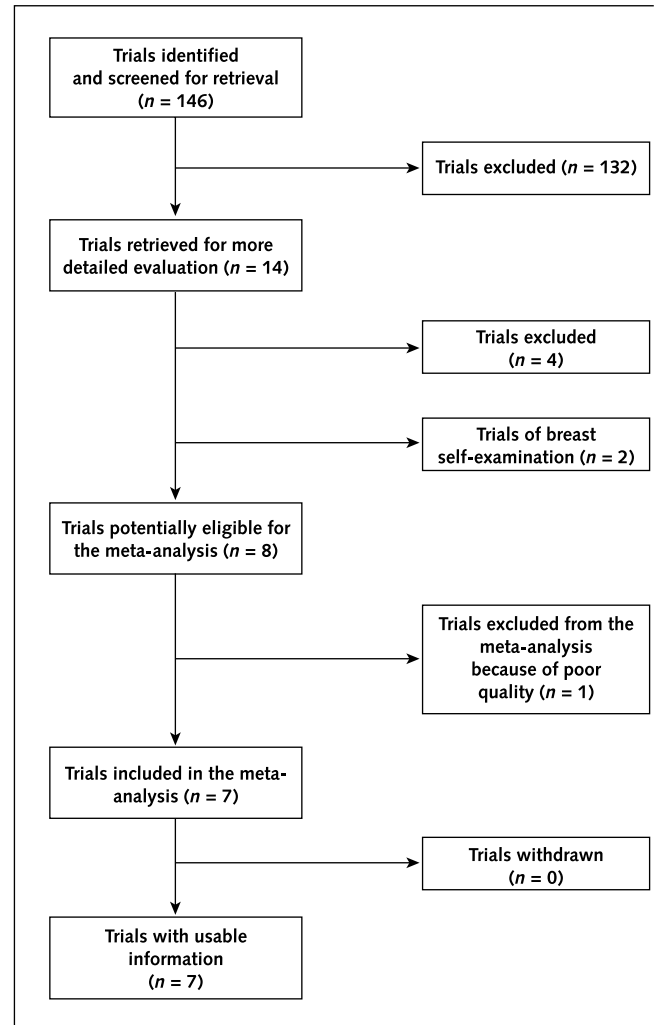 Trials identified
and screened for retrieval
(n = 146)
Trials excluded (n = 132)
Trials retrieved for more
detailed evaluation (n = 14)
Trials excluded
(n = 4)
Trials of breast
self-examination (n = 2)
Trials potentially eligible for
the meta-analysis (n = 8)
Trials excluded from the
meta-analysis
because of poor
quality (n = 1)
Trials included in the meta-
analysis (n = 7)
Trials withdrawn
(n = 0)
Trials with usable
information
(n = 7)